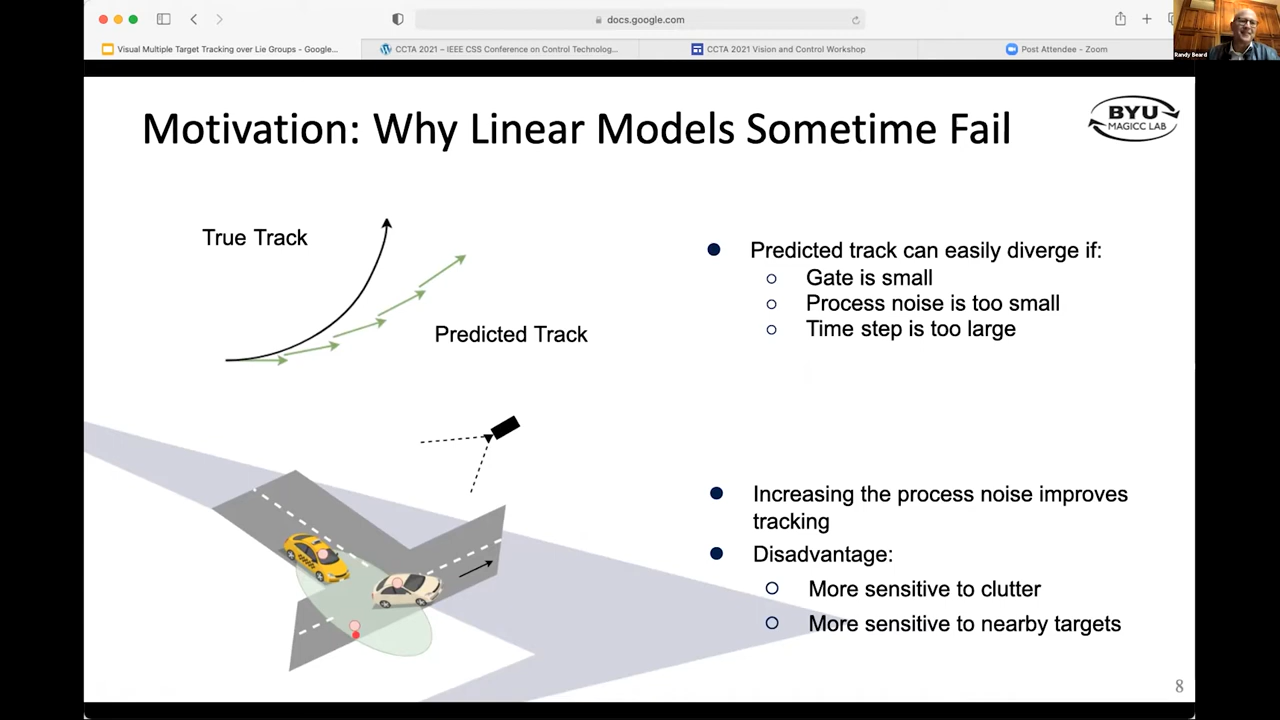 docs.google.com
Visual Multiple Target Tracking over Lie Groups - Google...
CCTA 2021 – IEEE CSS Conference on Control Technolog...
CCTA 2021 Vision and Control Workshop
Post Attendee - Zoom
Randy Beard
Motivation: Why Linear Models Sometime Fail
BYU
MAGICC LAB
True Track
Predicted Track
Predicted track can easily diverge if:
Gate is small
Process noise is too small
Time step is too large
Increasing the process noise improves
tracking
Disadvantage:
More sensitive to clutter
More sensitive to nearby targets
8